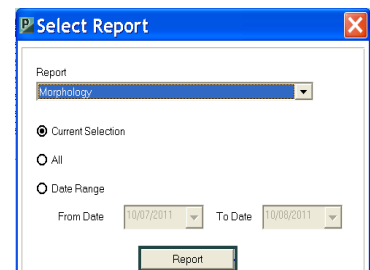 P Select Report
Report
Morphology
Current Selection
All
Date Range
From Date 10/07/2011 To Date 10/08/2011
Report